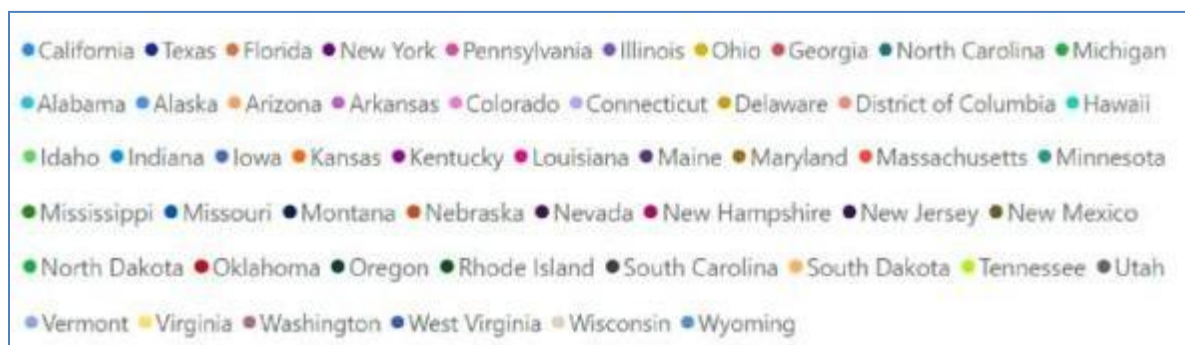 California Texas Florida New York Pennsylvania Illinois Ohio Georgia North Carolina Michigan
Alabama Alaska Arizona Arkansas Colorado Connecticut Delaware District of Columbia Hawaii
Idaho Indiana Iowa Kansas Kentucky Louisiana Maine Maryland Massachusetts Minnesota
Mississippi Missouri Montana Nebraska Nevada New Hampshire New Jersey New Mexico
North Dakota Oklahoma Oregon Rhode Island South Carolina South Dakota Tennessee Utah
Vermont Virginia Washington West Virginia Wisconsin Wyoming